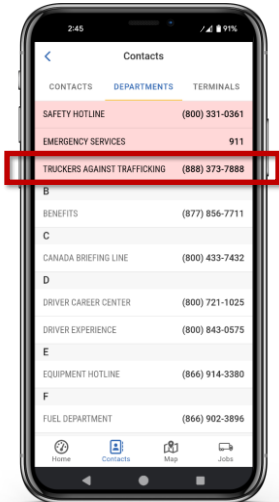 2:45 91%
Contacts
CONTACTS DEPARTMENTS TERMINALS
SAFETY HOTLINE (800) 331-0361
EMERGENCY SERVICES 911
TRUCKERS AGAINST TRAFFICKING (888) 373-7888
B
BENEFITS (877) 856-7711
C
CANADA BRIEFING LINE (800) 433-7432
D
DRIVER CAREER CENTER (800) 721-1025
DRIVER EXPERIENCE (800) 843-0575
E
EQUIPMENT HOTLINE (866) 914-3380
F
FUEL DEPARTMENT (866) 902-3896
Home Contacts Map Jobs